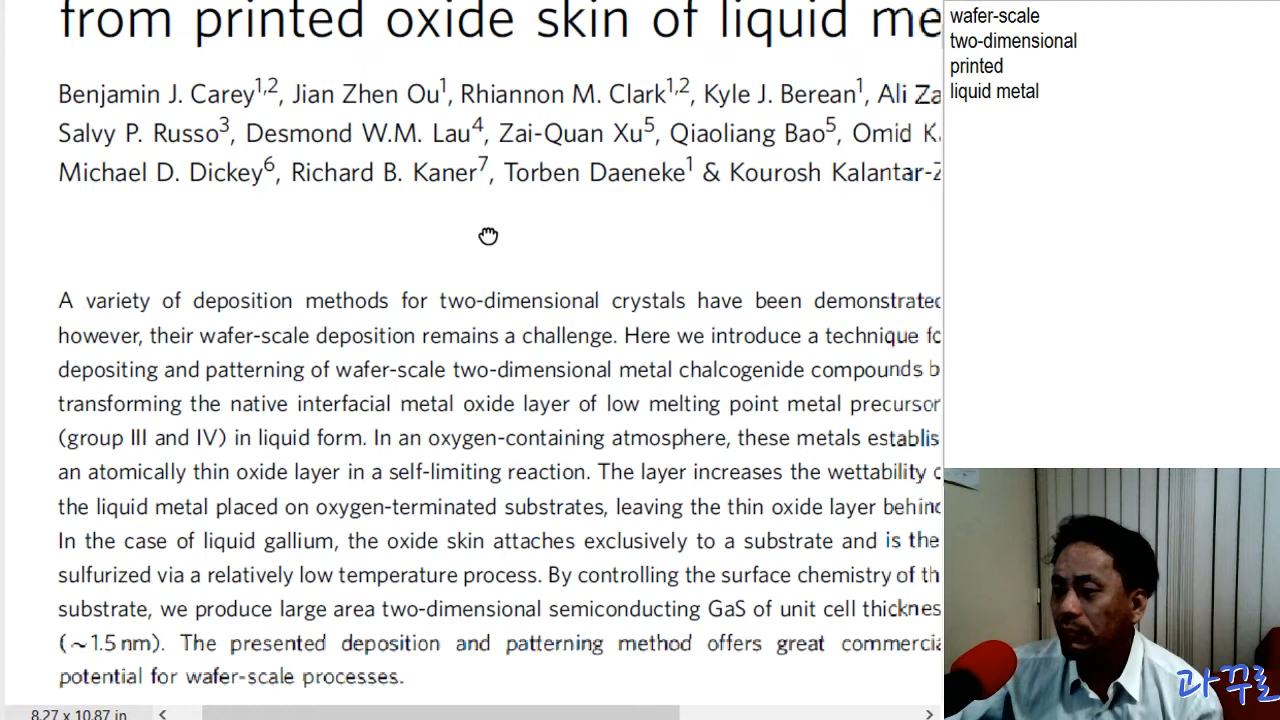 from printed oxide skin of liquid me
Benjamin J. Carey1,2, Jian Zhen Ou1, Rhiannon M. Clark1,2, Kyle J. Berean1, Ali Za
Salvy P. Russo3, Desmond W.M. Lau4, Zai-Quan Xu5, Qiaoliang Bao5, Omid K
Michael D. Dickey6, Richard B. Kaner7, Torben Daeneke1 & Kourosh Kalantar-Z
A variety of deposition methods for two-dimensional crystals have been demonstrated
however, their wafer-scale deposition remains a challenge. Here we introduce a technique fo
depositing and patterning of wafer-scale two-dimensional metal chalcogenide compounds b
transforming the native interfacial metal oxide layer of low melting point metal precursor
(group III and IV) in liquid form. In an oxygen-containing atmosphere, these metals establis
an atomically thin oxide layer in a self-limiting reaction. The layer increases the wettability o
the liquid metal placed on oxygen-terminated substrates, leaving the thin oxide layer behind
In the case of liquid gallium, the oxide skin attaches exclusively to a substrate and is the
sulfurized via a relatively low temperature process. By controlling the surface chemistry of th
substrate, we produce large area two-dimensional semiconducting GaS of unit cell thicknes
(~1.5 nm). The presented deposition and patterning method offers great commercia
potential for wafer-scale processes.
8.27 x 10.87 in
wafer-scale
two-dimensional
printed
liquid metal
과꾸로